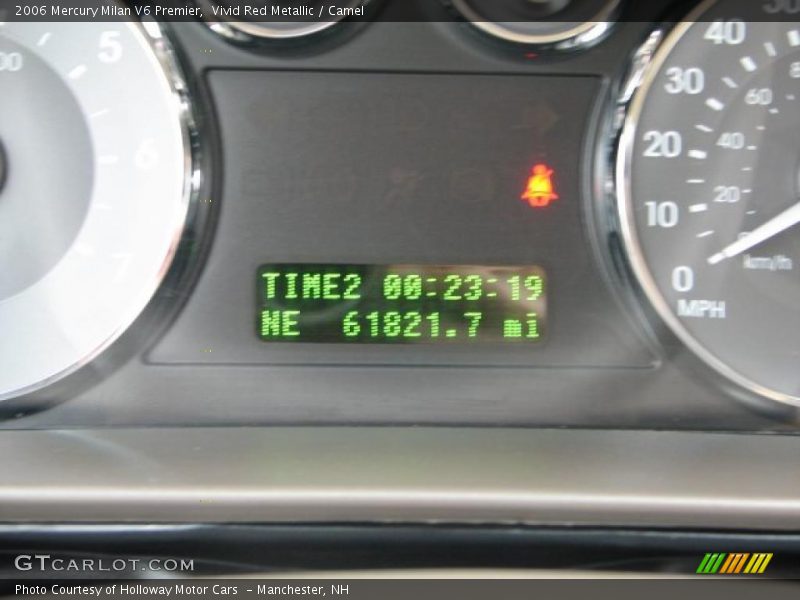 2006 Mercury Milan V6 Premier,  Vivid Red Metallic / Camel
00
5
6
7
40
30
20
10
0
MPH
80
60
40
20
km/h
TIME2 00:23:19
NE 61821.7 mi
GTCARLOT.COM
Photo Courtesy of Holloway Motor Cars  - Manchester, NH